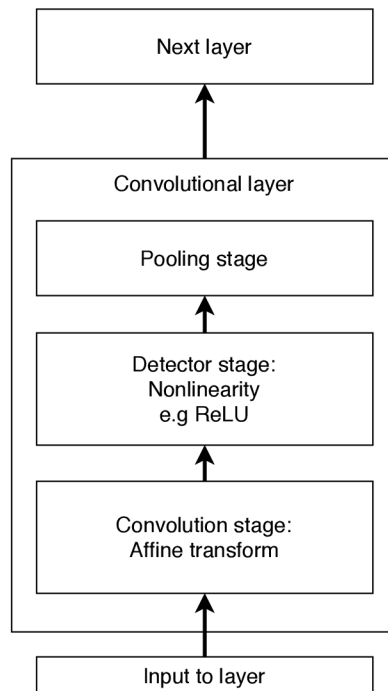 Next layer
Convolutional layer
Pooling stage
Detector stage:
Nonlinearity
e.g ReLU
Convolution stage:
Affine transform
Input to layer